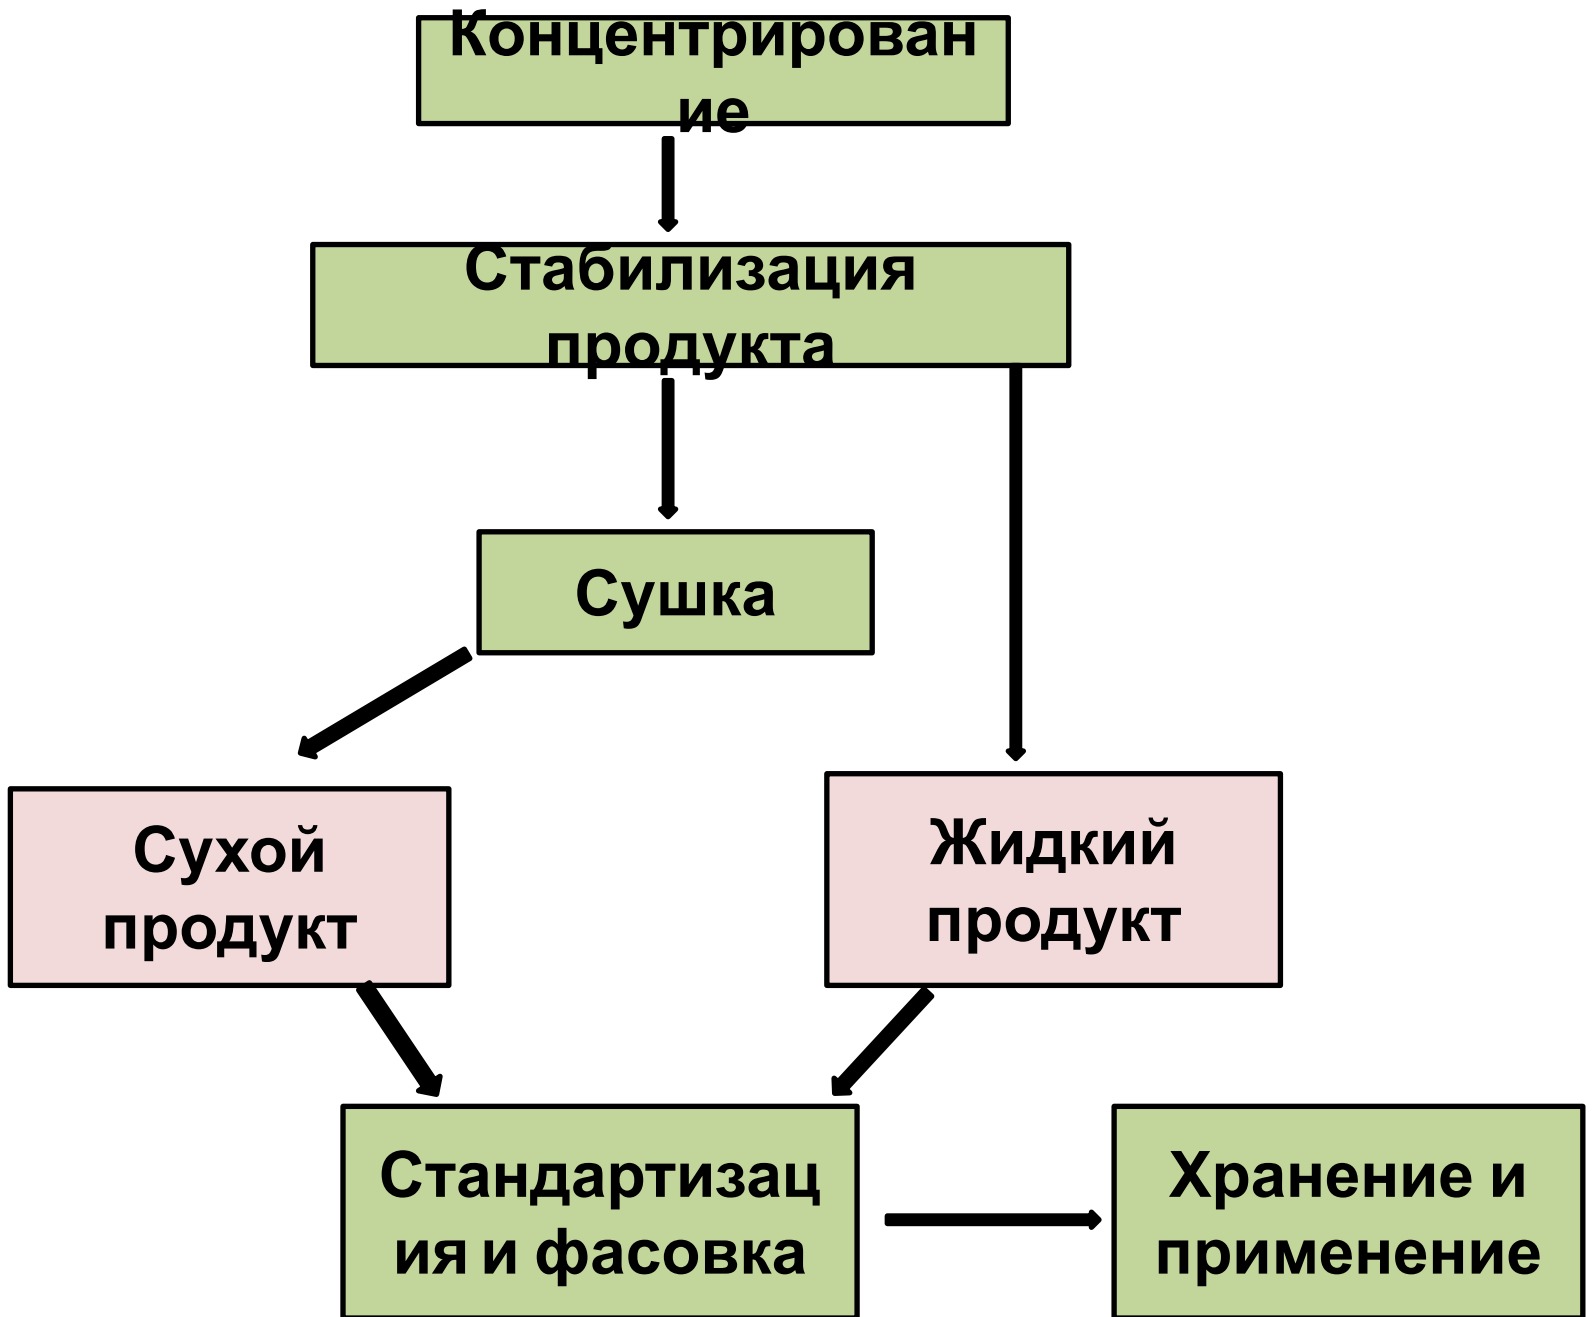 Концентрирован
ие
Стабилизация
продукта
Сушка
Сухой
продукт
Жидкий
продукт
Стандартизац
ия и фасовка
Хранение и
применение